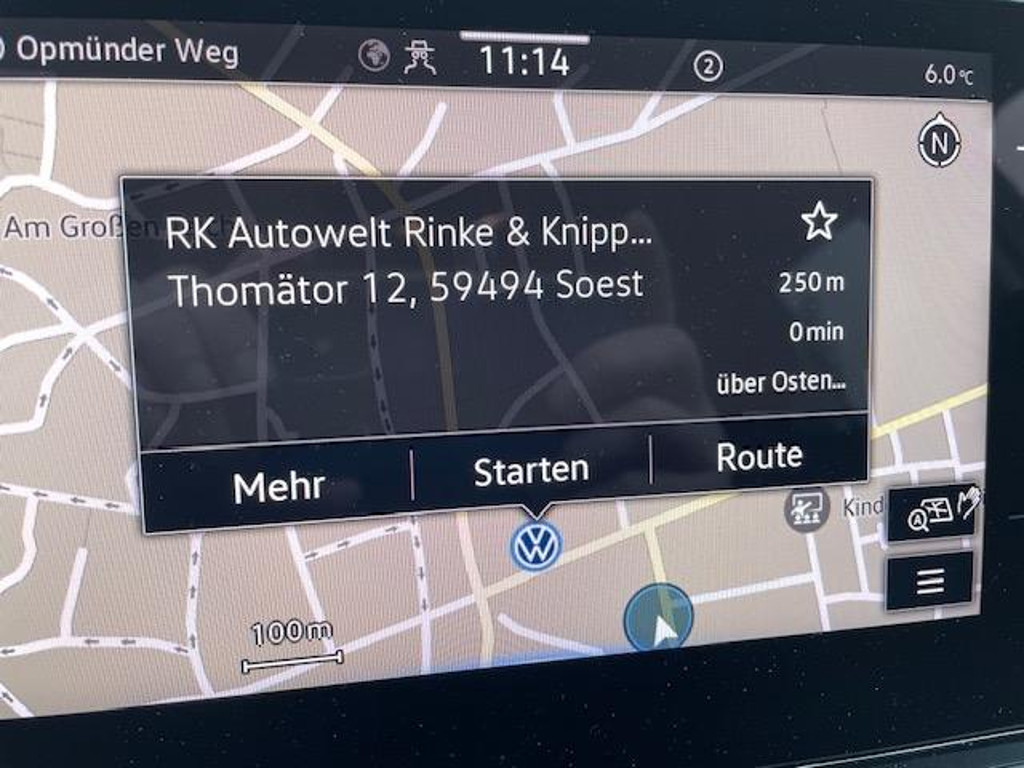 Opmünder Weg
11:14
2
6.0 °C
N
Am Großen
RK Autowelt Rinke & Knipp...
Thomätor 12, 59494 Soest
250 m
0 min
über Osten...
Mehr
Starten
Route
Kind
A
100 m